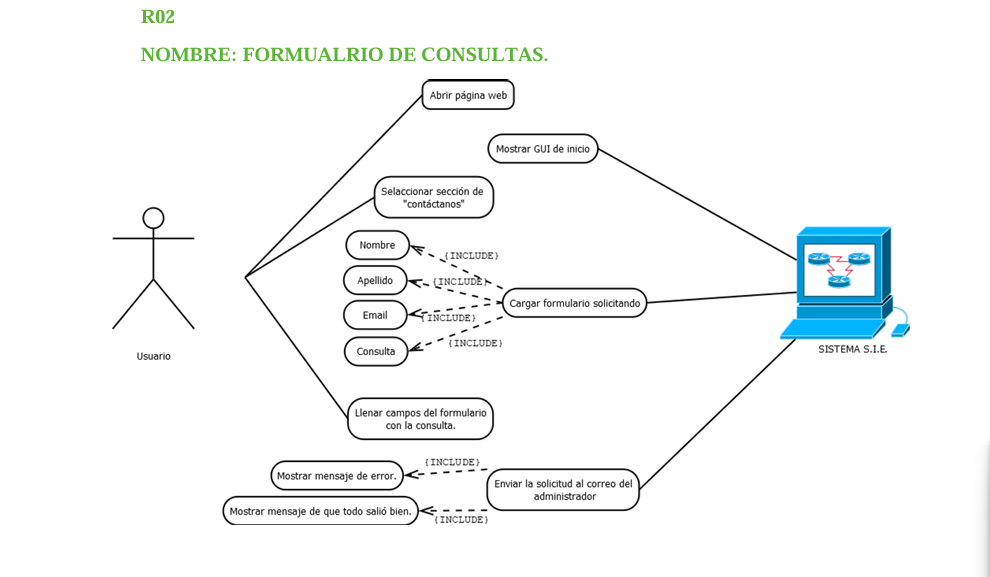 R02
NOMBRE: FORMUALRIO DE CONSULTAS.
Abrir página web
Mostrar GUI de inicio
Selaccionar sección de
"contáctanos"
Nombre
{INCLUDE}
Apellido
{INCLUDE}
Cargar formulario solicitando
Email
{INCLUDE}
Consulta
{INCLUDE}
Usuario
SISTEMA S.I.E.
Llenar campos del formulario
con la consulta.
{INCLUDE}
Mostrar mensaje de error.
Enviar la solicitud al correo del
administrador
Mostrar mensaje de que todo salió bien.
{INCLUDE}